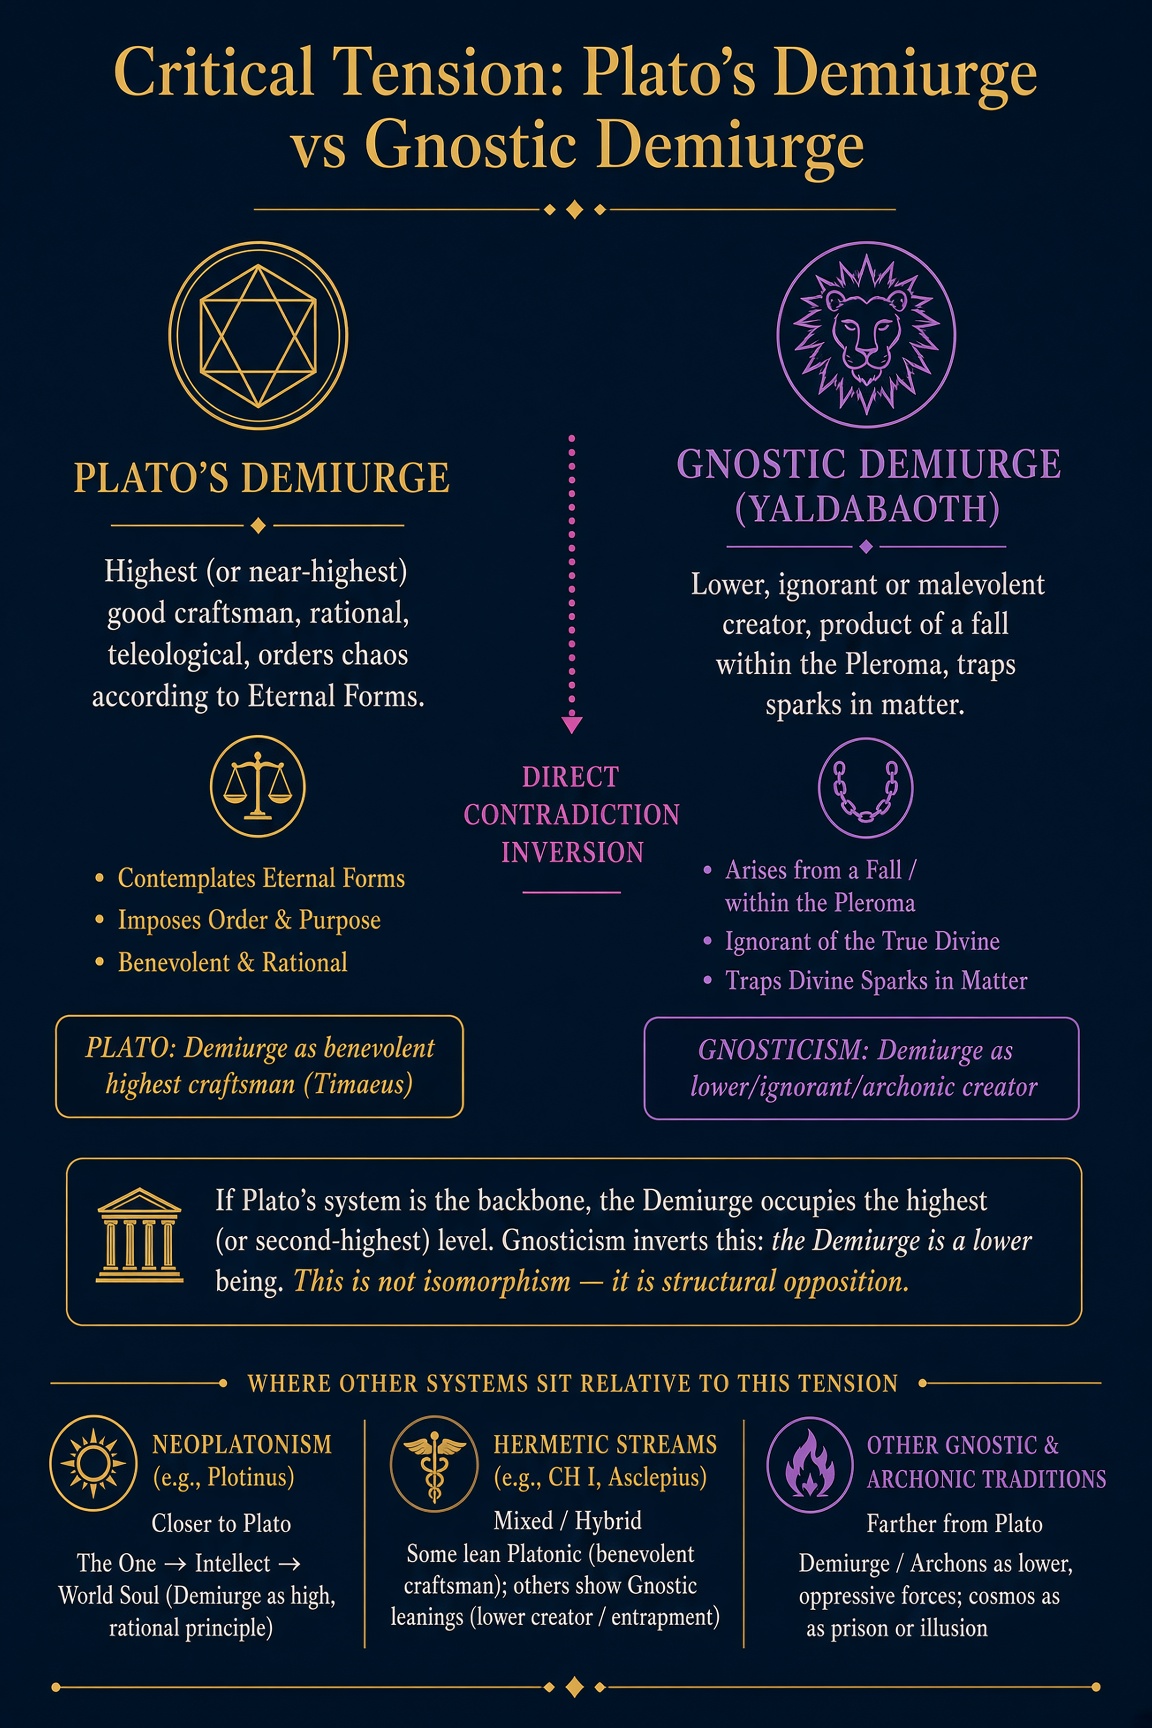 Critical Tension: Plato’s Demiurge
vs Gnostic Demiurge
PLATO’S DEMIURGE
Highest (or near-highest)
good craftsman, rational,
teleological, orders chaos
according to Eternal Forms.
• Contemplates Eternal Forms
• Imposes Order & Purpose
• Benevolent & Rational
PLATO: Demiurge as benevolent
highest craftsman (Timaeus)
DIRECT
CONTRADICTION
INVERSION
GNOSTIC DEMIURGE
(YALDABAOTH)
Lower, ignorant or malevolent
creator, product of a fall
within the Pleroma, traps
sparks in matter.
• Arises from a Fall /
within the Pleroma
• Ignorant of the True Divine
• Traps Divine Sparks in Matter
GNOSTICISM: Demiurge as
lower/ignorant/archonic creator
If Plato’s system is the backbone, the Demiurge occupies the highest
(or second-highest) level. Gnosticism inverts this: the Demiurge is a lower
being. This is not isomorphism — it is structural opposition.
WHERE OTHER SYSTEMS SIT RELATIVE TO THIS TENSION
NEOPLATONISM
(e.g., Plotinus)
Closer to Plato
The One → Intellect →
World Soul (Demiurge as high,
rational principle)
HERMETIC STREAMS
(e.g., CH I, Asclepius)
Mixed / Hybrid
Some lean Platonic (benevolent
craftsman); others show Gnostic
leanings (lower creator / entrapment)
OTHER GNOSTIC &
ARCHONIC TRADITIONS
Farther from Plato
Demiurge / Archons as lower,
oppressive forces; cosmos as
as prison or illusion